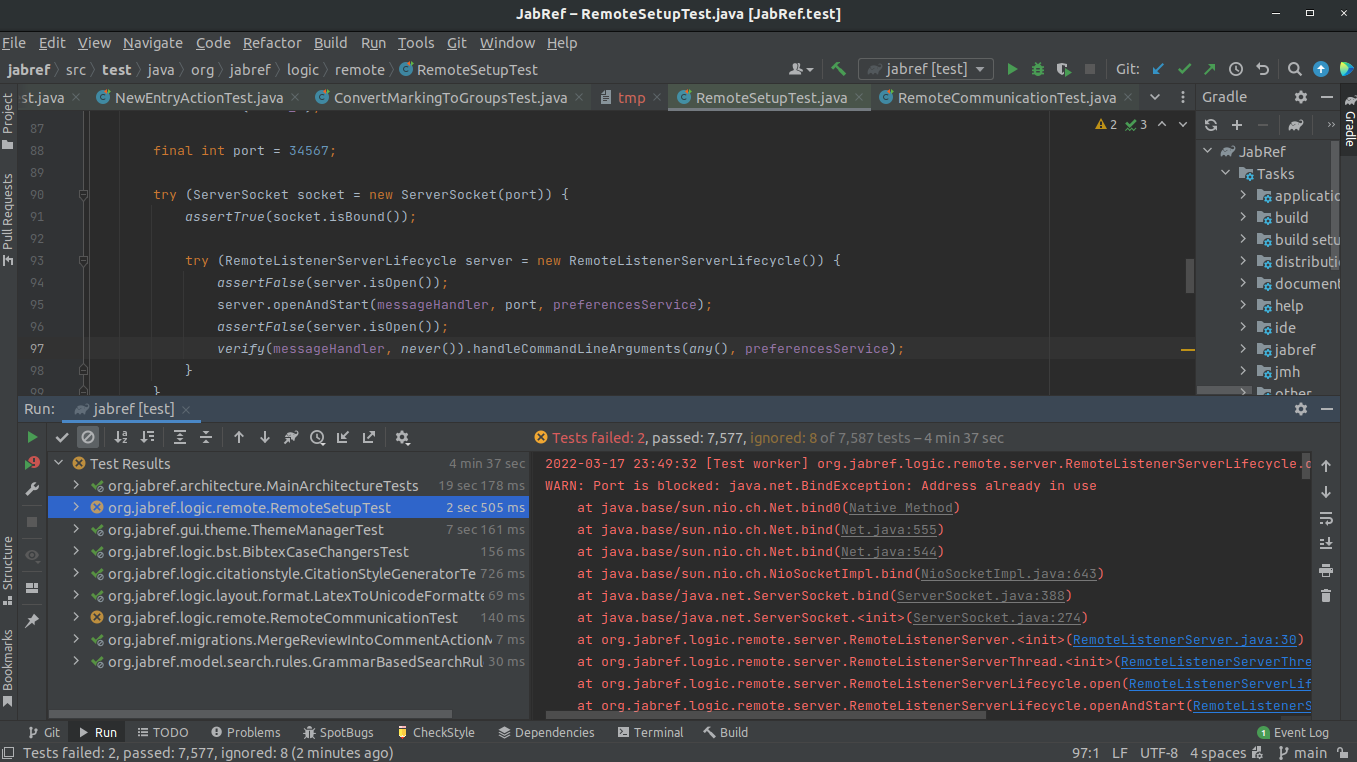 JabRef – RemoteSetupTest.java [JabRef.test]
File Edit View Navigate Code Refactor Build Run Tools Git Window Help
jabref src test java org jabref logic remote RemoteSetupTest
jabref [test] Git:
st.java NewEntryActionTest.java ConvertMarkingToGroupsTest.java tmp RemoteSetupTest.java RemoteCommunicationTest.java
Gradle
Project
Pull Requests
Structure
Bookmarks
Gradle
2 3
87
88 final int port = 34567;
89
90 try (ServerSocket socket = new ServerSocket(port)) {
91 assertTrue(socket.isBound());
92
93 try (RemoteListenerServerLifecycle server = new RemoteListenerServerLifecycle()) {
94 assertFalse(server.isOpen());
95 server.openAndStart(messageHandler, port, preferencesService);
96 assertFalse(server.isOpen());
97 verify(messageHandler, never()).handleCommandLineArguments(any(), preferencesService);
98 }
99 }
JabRef
Tasks
applicatio
build
build setu
distributi
document
help
ide
jabref
jmh
other
Run: jabref [test]
Tests failed: 2, passed: 7,577, ignored: 8 of 7,587 tests – 4 min 37 sec
Test Results 4 min 37 sec
org.jabref.architecture.MainArchitectureTests 19 sec 178 ms
org.jabref.logic.remote.RemoteSetupTest 2 sec 505 ms
org.jabref.gui.theme.ThemeManagerTest 7 sec 161 ms
org.jabref.logic.bst.BibtexCaseChangersTest 156 ms
org.jabref.logic.citationstyle.CitationStyleGeneratorTe 726 ms
org.jabref.logic.layout.format.LatexToUnicodeFormatte 69 ms
org.jabref.logic.remote.RemoteCommunicationTest 140 ms
org.jabref.migrations.MergeReviewIntoCommentActionM 7 ms
org.jabref.model.search.rules.GrammarBasedSearchRul 30 ms
2022-03-17 23:49:32 [Test worker] org.jabref.logic.remote.server.RemoteListenerServerLifecycle.o
WARN: Port is blocked: java.net.BindException: Address already in use
at java.base/sun.nio.ch.Net.bind0(Native Method)
at java.base/sun.nio.ch.Net.bind(Net.java:555)
at java.base/sun.nio.ch.Net.bind(Net.java:544)
at java.base/sun.nio.ch.NioSocketImpl.bind(NioSocketImpl.java:643)
at java.base/java.net.ServerSocket.bind(ServerSocket.java:388)
at java.base/java.net.ServerSocket.<init>(ServerSocket.java:274)
at org.jabref.logic.remote.server.RemoteListenerServer.<init>(RemoteListenerServer.java:30)
at org.jabref.logic.remote.server.RemoteListenerServerThread.<init>(RemoteListenerServerThre
at org.jabref.logic.remote.server.RemoteListenerServerLifecycle.open(RemoteListenerServerLif
at org.jabref.logic.remote.server.RemoteListenerServerLifecycle.openAndStart(RemoteListenerS
Git Run TODO Problems SpotBugs CheckStyle Dependencies Terminal Build 1 Event Log
Tests failed: 2, passed: 7,577, ignored: 8 (2 minutes ago) 97:1 LF UTF-8 4 spaces main